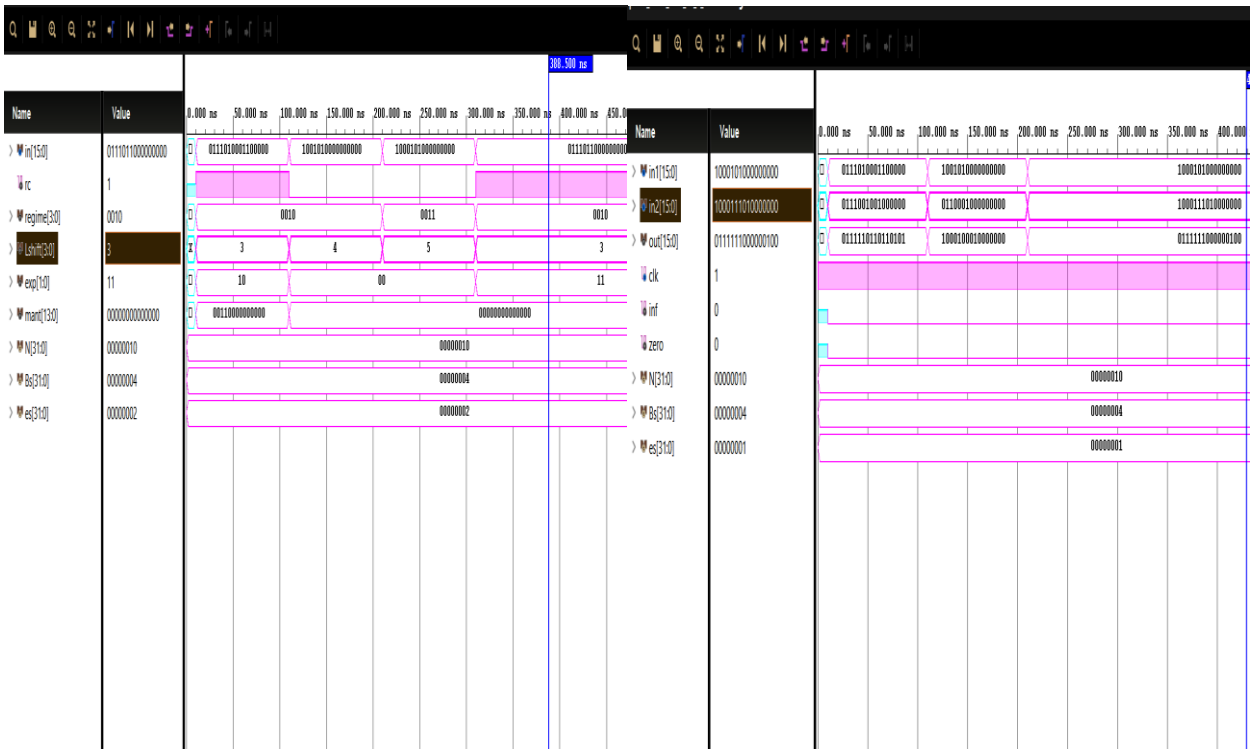 388.500 ns
Name Value
0.000 ns 50.000 ns 100.000 ns 150.000 ns 200.000 ns 250.000 ns 300.000 ns 350.000 ns 400.000 ns 450.0
in[15:0] 0111011000000000 0111010001100000 1001010000000000 1000101000000000 0111011000000000
rc 1
regime[3:0] 0010 0010 0011 0010
Lshift[3:0] 3 X 3 4 5 3
exp[1:0] 11 10 00 11
mant[13:0] 00000000000000 00110000000000 00000000000000
N[31:0] 00000010 00000010
Bs[31:0] 00000004 00000004
es[31:0] 00000002 00000002
Name Value
0.000 ns 50.000 ns 100.000 ns 150.000 ns 200.000 ns 250.000 ns 300.000 ns 350.000 ns 400.000
in1[15:0] 1000101000000000 0111010001100000 1001010000000000 1000101000000000
in2[15:0] 1000111010000000 0111001001000000 0110001000000000 1000111010000000
out[15:0] 0111111000000100 0111110110110101 1000100010000000 0111111000000100
clk 1
inf 0
zero 0
N[31:0] 00000010 00000010
Bs[31:0] 00000004 00000004
es[31:0] 00000001 00000001